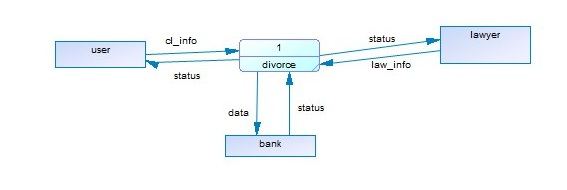 cl_info
status
user
1
lawyer
divorce
status
law_info
data
status
bank